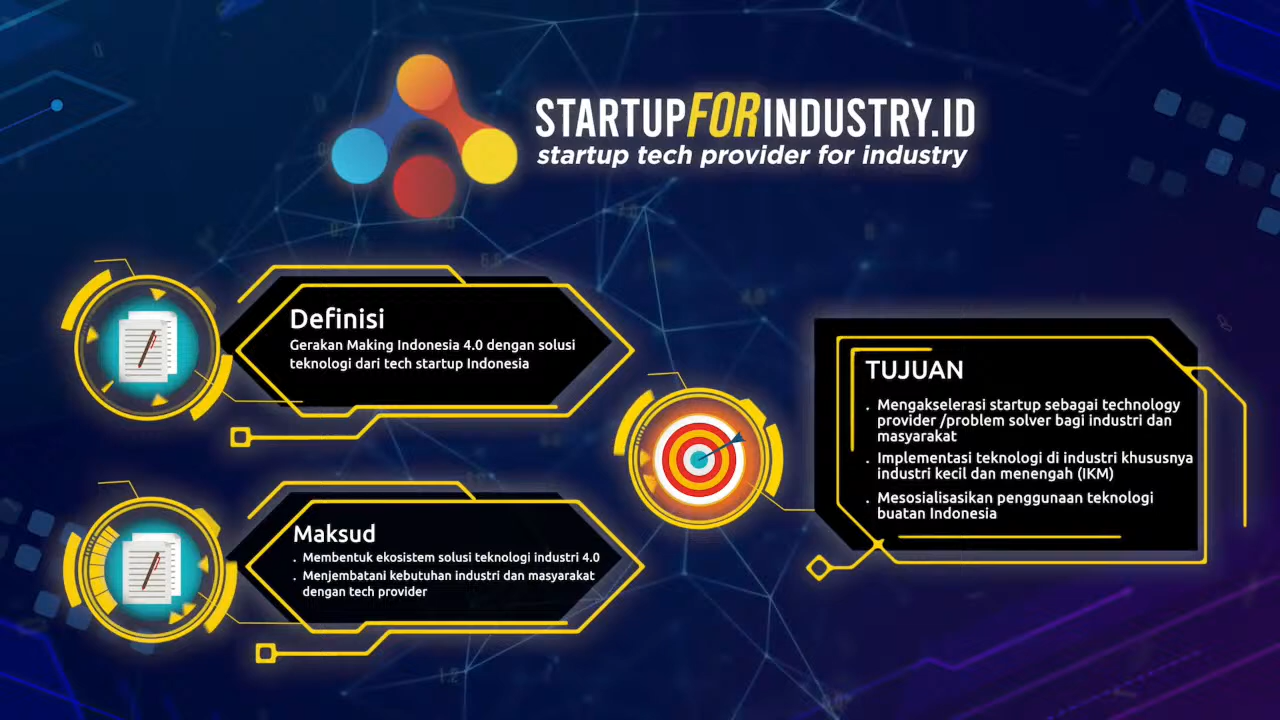 STARTUPFORINDUSTRY.ID
startup tech provider for industry
Definisi
Gerakan Making Indonesia 4.0 dengan solusi
teknologi dari tech startup Indonesia
Maksud
. Membentuk ekosistem solusi teknologi industri 4.0
. Menjembatani kebutuhan industri dan masyarakat
dengan tech provider
TUJUAN
. Mengakselerasi startup sebagai technology
provider /problem solver bagi industri dan
masyarakat
. Implementasi teknologi di industri khususnya
industri kecil dan menengah (IKM)
. Mesosialisasikan penggunaan teknologi
buatan Indonesia